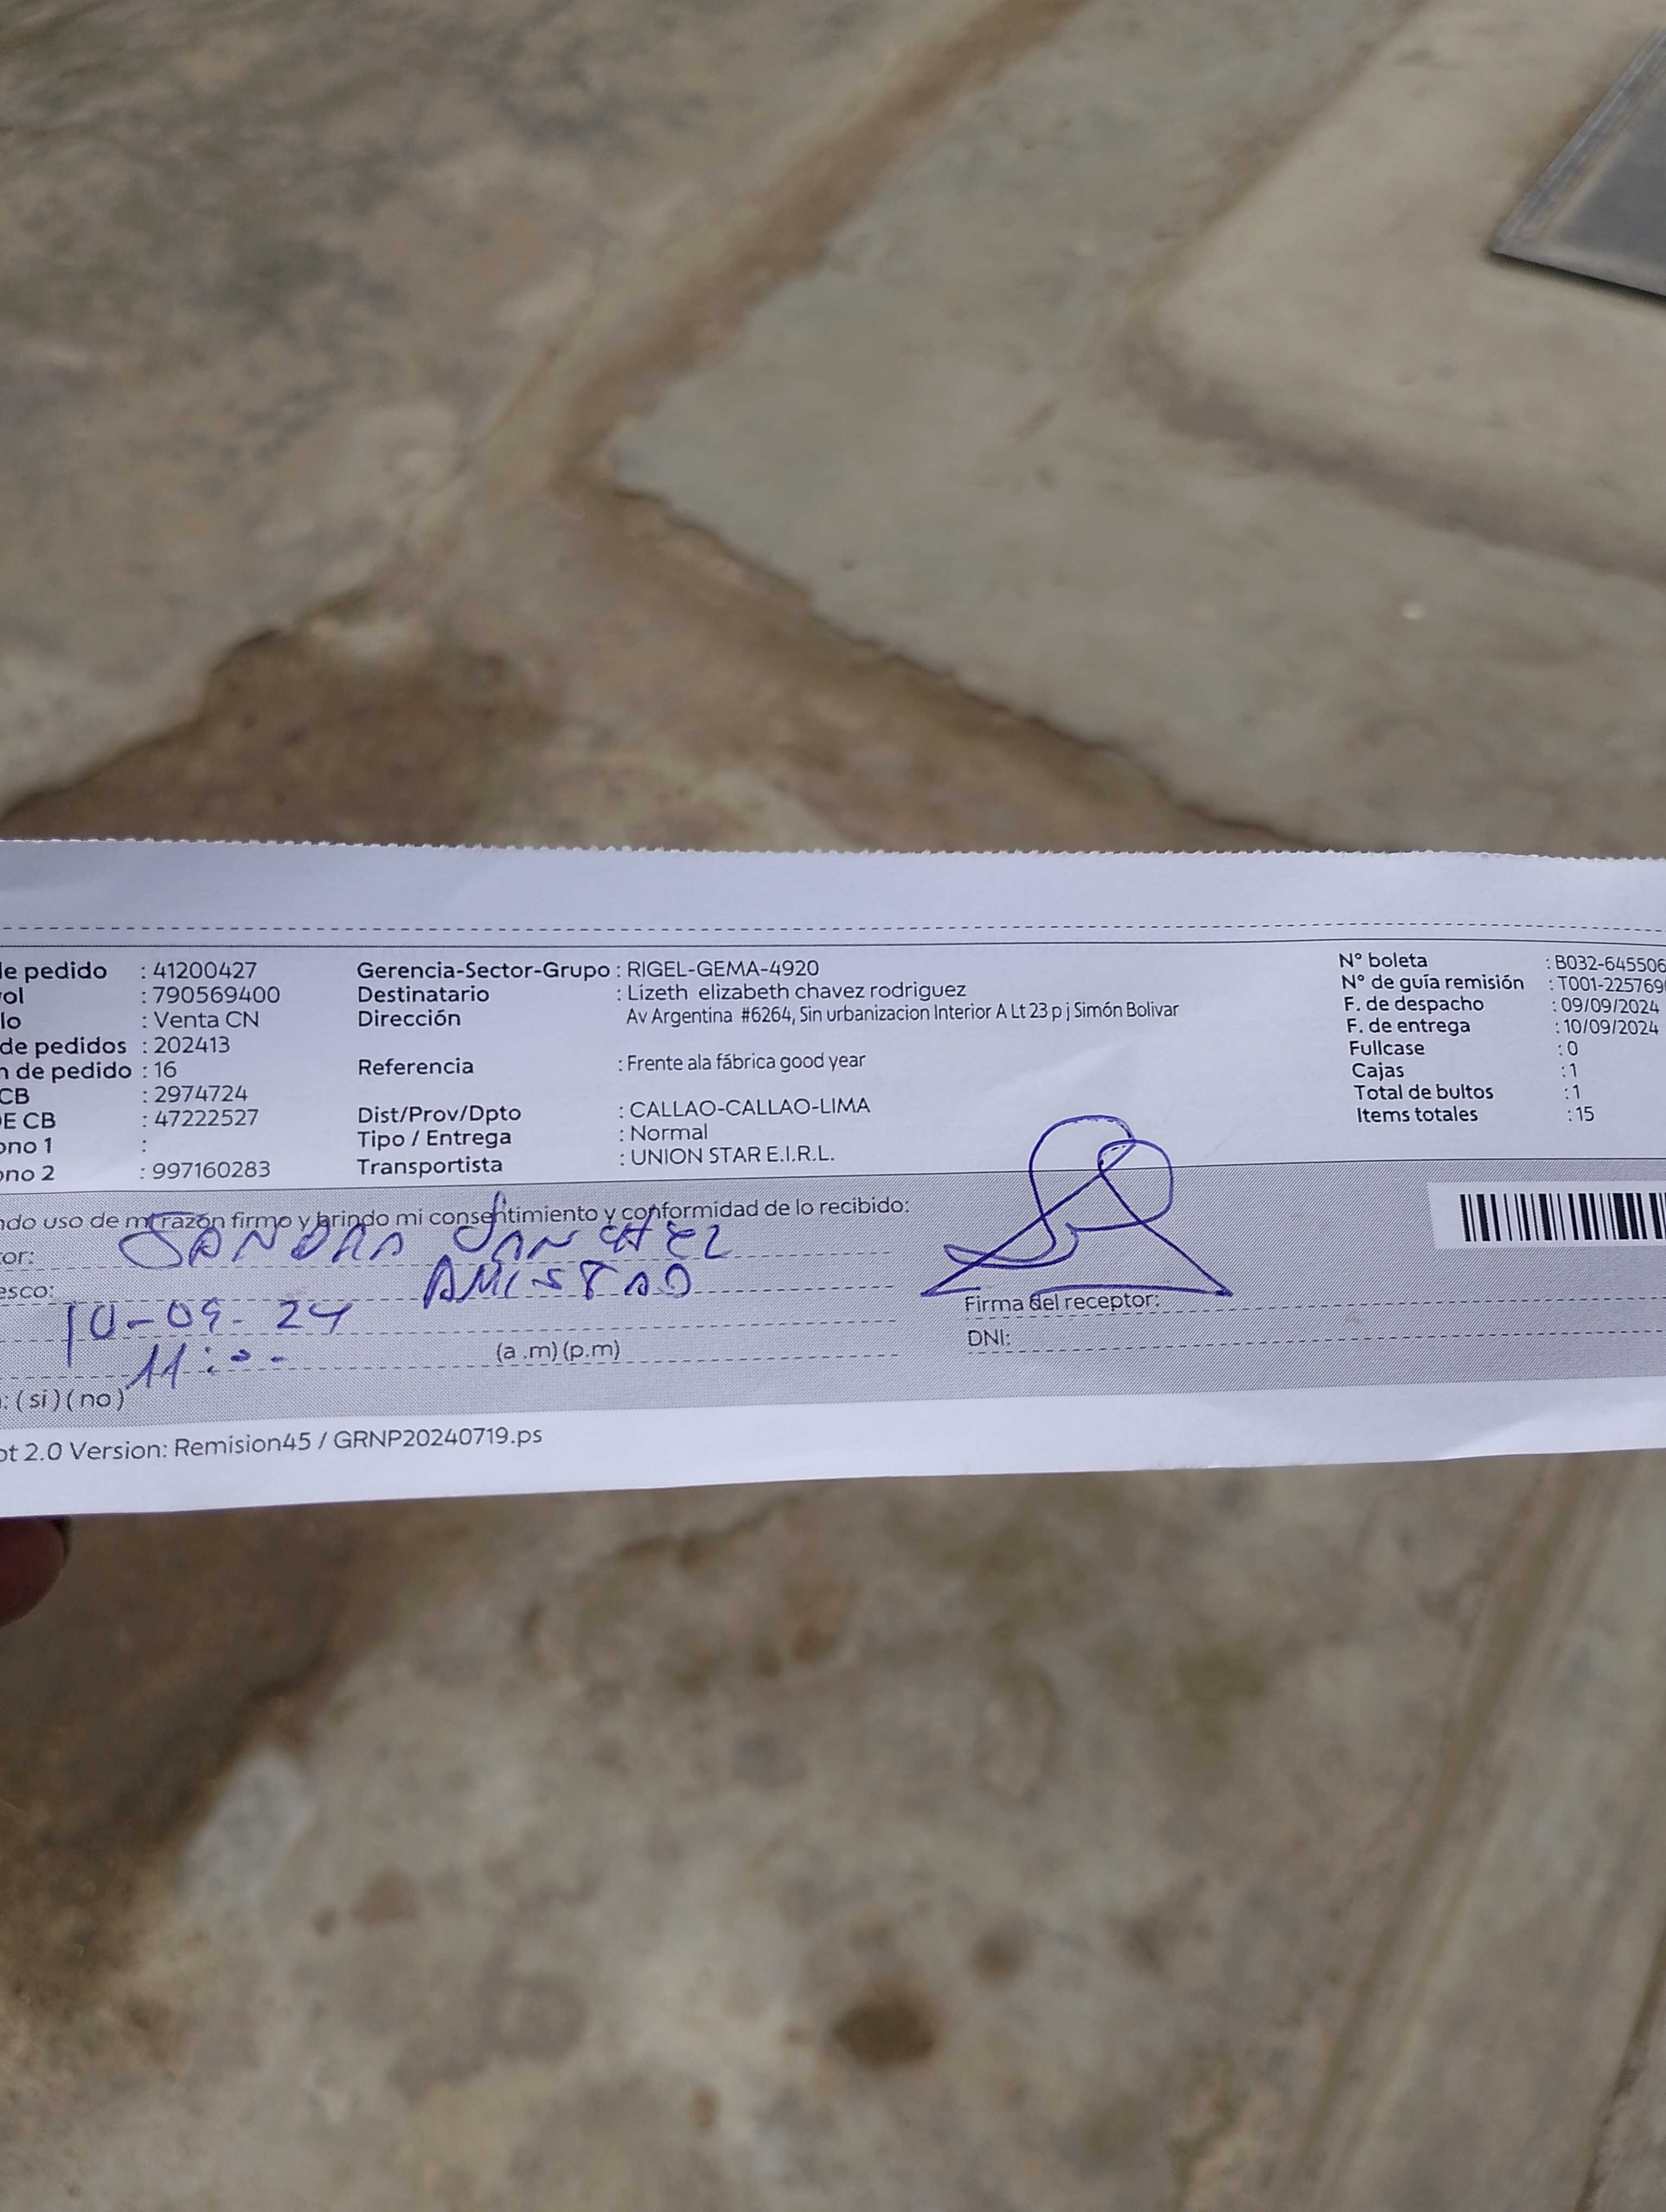 de pedido : 41200427 Gerencia-Sector-Grupo : RIGEL-GEMA-4920 N° boleta : B032-645506
ol : 790569400 Destinatario : Lizeth elizabeth chavez rodriguez N° de guía remisión : T001-225769
lo : Venta CN Dirección Av Argentina #6264, Sin urbanizacion Interior A Lt 23 p j Simón Bolivar F. de despacho : 09/09/2024
de pedidos : 202413 F. de entrega : 10/09/2024
n de pedido : 16 Referencia : Frente ala fábrica good year Fullcase : 0
CB : 2974724 Cajas : 1
E CB : 47222527 Dist/Prov/Dpto : CALLAO-CALLAO-LIMA Total de bultos : 1
ono 1 : Tipo / Entrega : Normal Items totales : 15
ono 2 : 997160283 Transportista : UNION STAR E.I.R.L.
ndo uso de mi razón firmo y brindo mi consentimiento y conformidad de lo recibido:
or: SANDRA SANCHEZ
esco: AMISTAD
10-09-24 Firma del receptor:
11:00 (a .m) (p.m) DNI:
: ( si ) ( no )
ot 2.0 Version: Remision45 / GRNP20240719.ps